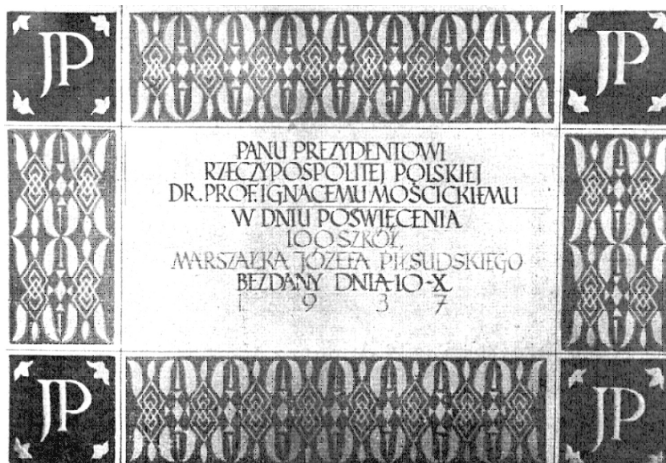 JP JP
PANU PREZYDENTOWI
RZECZYPOSPOLITEJ POLSKIEJ
DR. PROF. IGNACEMU MOŚCICKIEMU
W DNIU POŚWIĘCENIA
100 SZKÓŁ,
MARSZAŁKA JÓZEFA PIŁSUDSKIEGO
BEZDANY DNIA-10-X
1 9 3 7
JP JP